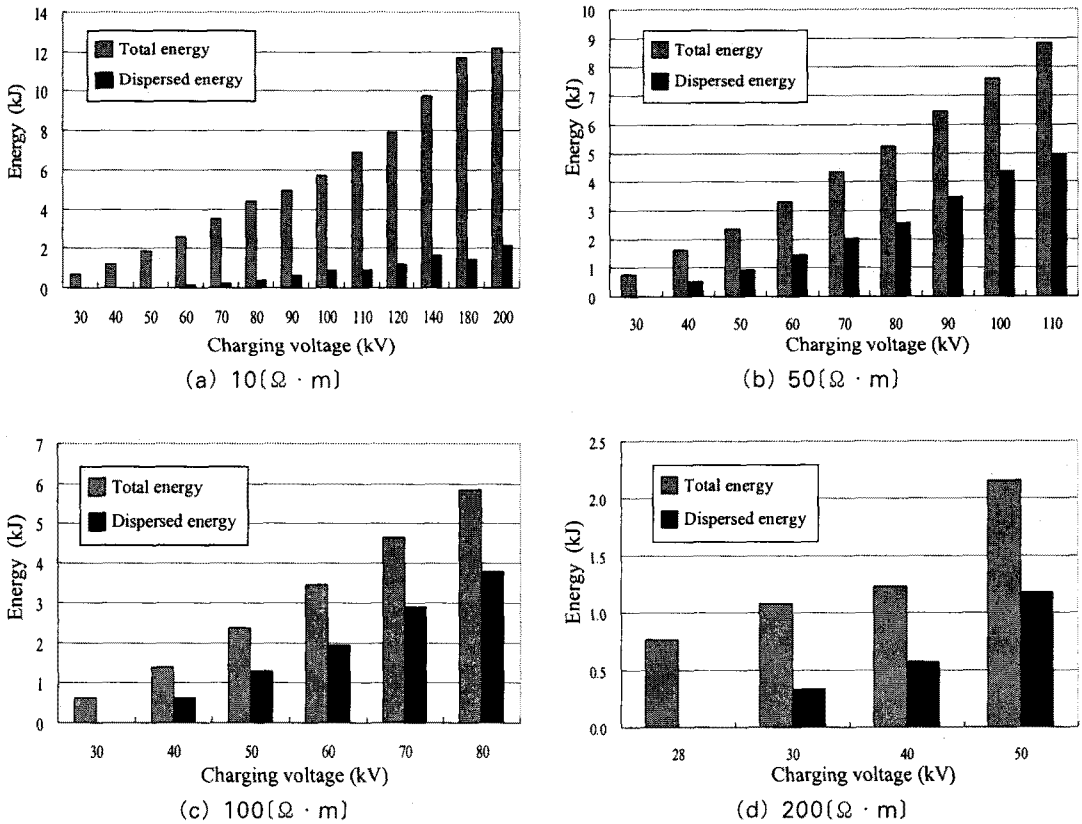 14
12
10
8
6
4
2
0
Energy (kJ)
Total energy
Dispersed energy
30 40 50 60 70 80 90 100 110 120 140 180 200
Charging voltage (kV)
(a) 10[Ω · m]
10
9
8
7
6
5
4
3
2
1
0
Energy (kJ)
Total energy
Dispersed energy
30 40 50 60 70 80 90 100 110
Charging voltage (kV)
(b) 50[Ω · m]
7
6
5
4
3
2
1
0
Energy (kJ)
Total energy
Dispersed energy
30 40 50 60 70 80
Charging voltage (kV)
(c) 100[Ω · m]
2.5
2.0
1.5
1.0
0.5
0.0
Energy (kJ)
Total energy
Dispersed energy
28 30 40 50
Charging voltage (kV)
(d) 200[Ω · m]